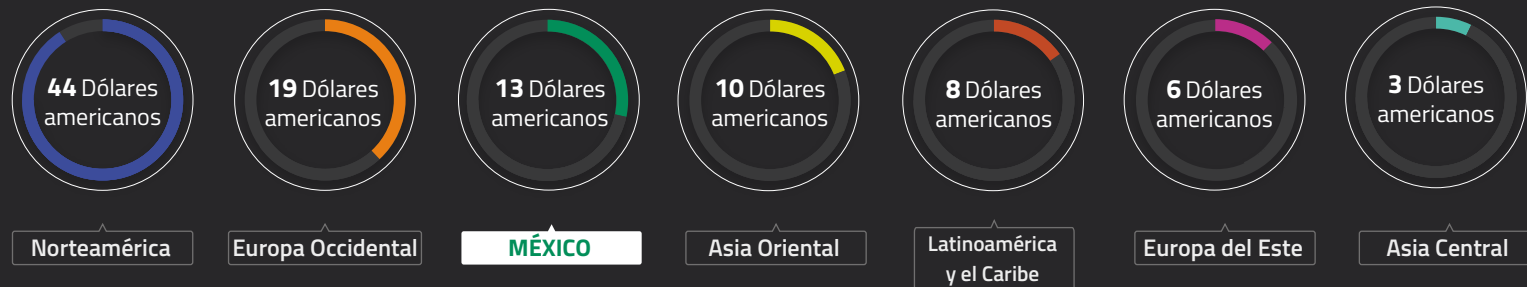 44 Dólares
americanos
19 Dólares
americanos
13 Dólares
americanos
10 Dólares
americanos
8 Dólares
americanos
6 Dólares
americanos
3 Dólares
americanos
Norteamérica
Europa Occidental
MÉXICO
Asia Oriental
Latinoamérica
y el Caribe
Europa del Este
Asia Central